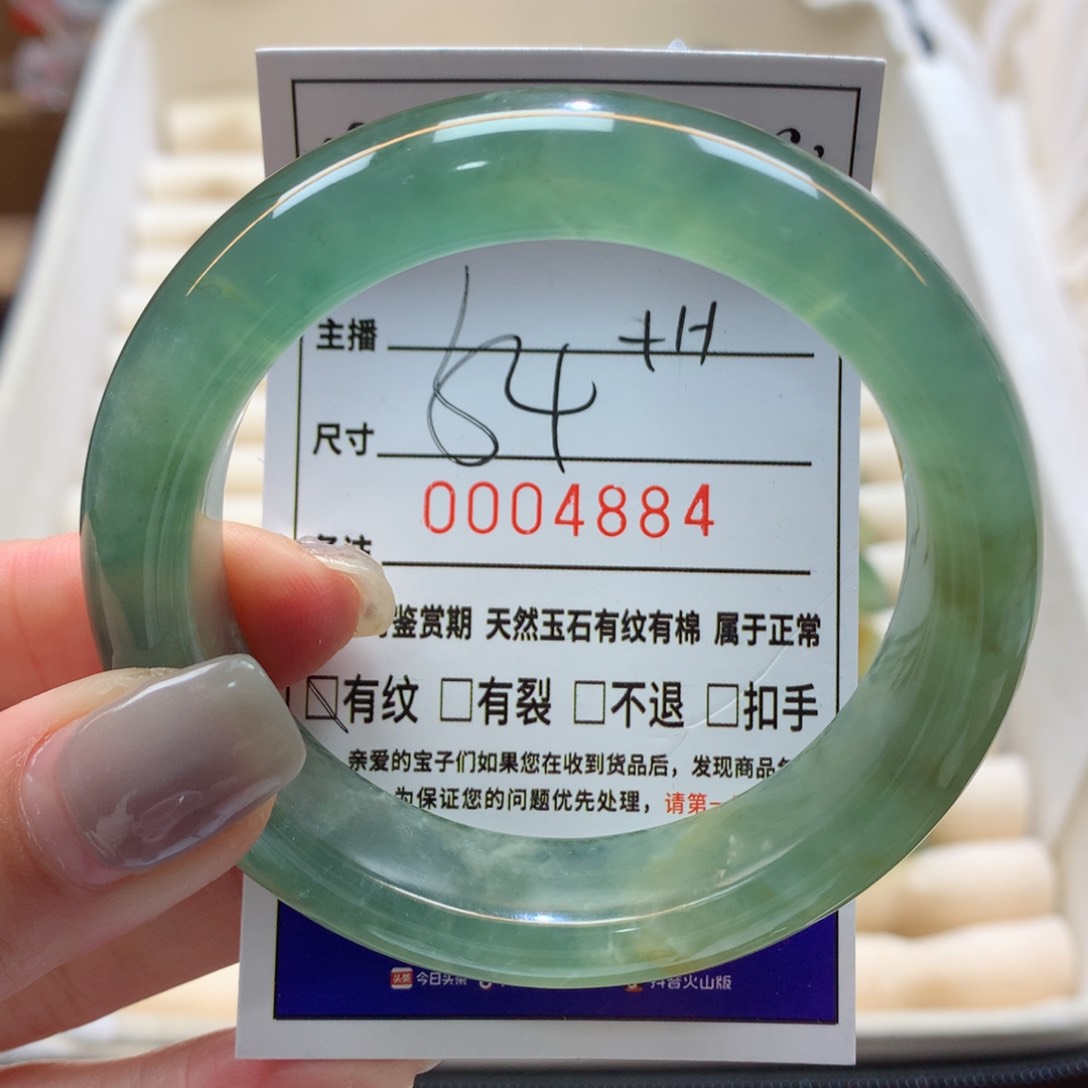 主播
尺寸 64
0004884
鉴赏期 天然玉石有纹有棉 属于正常
□有纹 □有裂 □不退 □扣手
亲爱的宝子们如果您在收到货品后，发现商品
为保证您的问题优先处理，请第一
头条 今日头条 抖音火山版